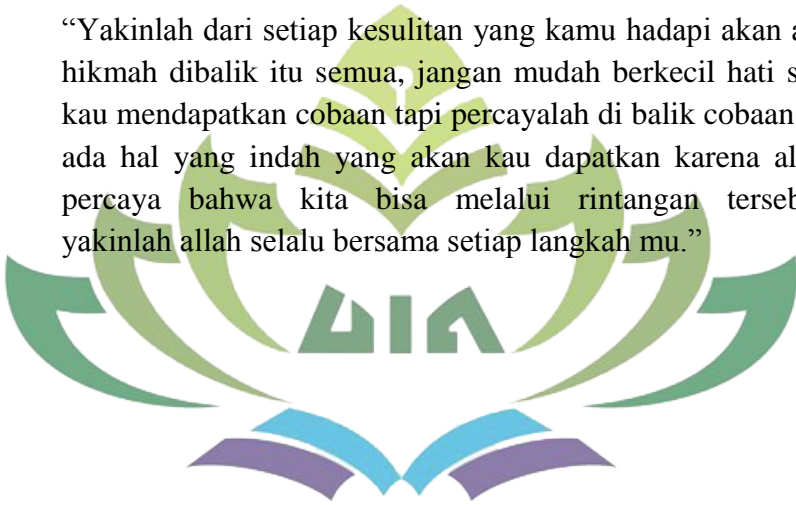 “Yakinlah dari setiap kesulitan yang kamu hadapi akan
hikmah dibalik itu semua, jangan mudah berkecil hati
kau mendapatkan cobaan tapi percayalah di balik cobaan
ada hal yang indah yang akan kau dapatkan karena
percaya bahwa kita bisa melalui rintangan
yakinlah allah selalu bersama setiap langkah mu.”
UIN